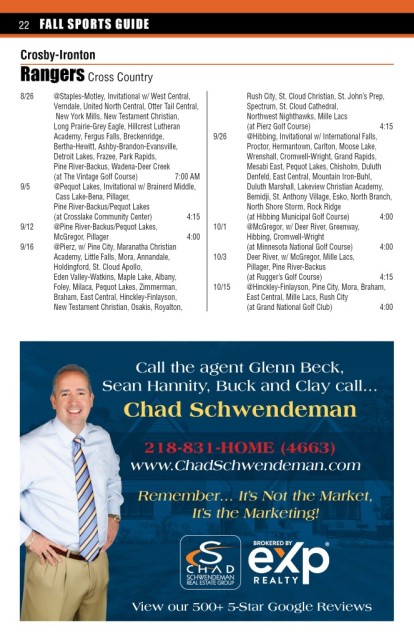 22 FALL SPORTS GUIDE
Crosby-Ironton
Rangers Cross Country
8/26 @Staples-Motley, Invitational w/ West Central,
Verndale, United North Central, Otter Tail Central,
New York Mills, New Testament Christian,
Long Prairie-Grey Eagle, Hillcrest Lutheran
Academy, Fergus Falls, Breckenridge,
Bertha-Hewitt, Ashby-Brandon-Evansville,
Detroit Lakes, Frazee, Park Rapids,
Pine River-Backus, Wadena-Deer Creek
(at The Vintage Golf Course) 7:00 AM
9/5 @Pequot Lakes, Invitational w/ Brainerd Middle,
Cass Lake-Bena, Pillager,
Pine River-Backus/Pequot Lakes
(at Crosslake Community Center) 4:15
9/12 @Pine River-Backus/Pequot Lakes,
McGregor, Pillager 4:00
9/16 @Pierz, w/ Pine City, Maranatha Christian
Academy, Little Falls, Mora, Annandale,
Holdingford, St. Cloud Apollo,
Eden Valley-Watkins, Maple Lake, Albany,
Foley, Milaca, Pequot Lakes, Zimmerman,
Braham, East Central, Hinckley-Finlayson,
New Testament Christian, Osakis, Royalton,
Rush City, St. Cloud Christian, St. John's Prep,
Spectrum, St. Cloud Cathedral,
Northwest Nighthawks, Mille Lacs
(at Pierz Golf Course) 4:15
9/26 @Hibbing, Invitational w/ International Falls,
Proctor, Hermantown, Carlton, Moose Lake,
Wrenshall, Cromwell-Wright, Grand Rapids,
Mesabi East, Pequot Lakes, Chisholm, Duluth
Denfeld, East Central, Mountain Iron-Buhl,
Duluth Marshall, Lakeview Christian Academy,
Bemidji, St. Anthony Village, Esko, North Branch,
North Shore Storm, Rock Ridge
(at Hibbing Municipal Golf Course) 4:00
10/1 @McGregor, w/ Deer River, Greenway,
Hibbing, Cromwell-Wright
(at Minnesota National Golf Course) 4:00
10/3 Deer River, w/ McGregor, Mille Lacs,
Pillager, Pine River-Backus
(at Rugger's Golf Course) 4:15
10/15 @Hinckley-Finlayson, Pine City, Mora, Braham,
East Central, Mille Lacs, Rush City
(at Grand National Golf Club) 4:00
Call the agent Glenn Beck,
Sean Hannity, Buck and Clay call...
Chad Schwendeman
218-831-HOME (4663)
www.ChadSchwendeman.com
Remember... It's Not the Market,
It's the Marketing!
CHAD
SCHWENDEMAN
REAL ESTATE GROUP
BROKERED BY
eXp
REALTY
View our 500+ 5-Star Google Reviews